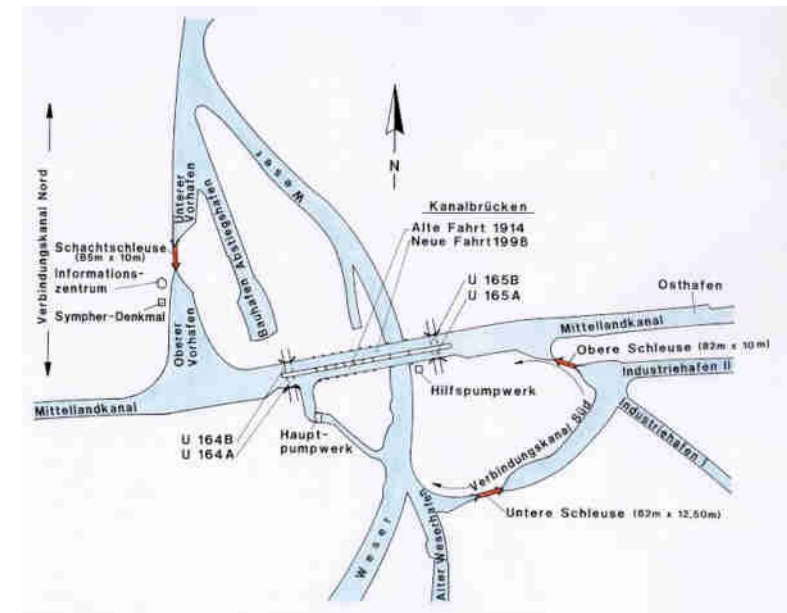 Verbindungskanal Nord
Unterer
Vorhafen
Weser
N
Kanalbrücken
Alte Fahrt 1914
Neue Fahrt 1998
Schachtschleuse
(85m x 10m)
Informations-
zentrum
Sympher-Denkmal
Oberer
Vorhafen
Bauhafen Abstiegshafen
U 165B
U 165A
Osthafen
Mittellandkanal
Obere Schleuse (82m x 10m)
Industriehafen II
Hilfspumpwerk
Mittellandkanal
U 164B
U 164A
Haupt-
pumpwerk
Verbindungskanal Süd
Industriehafen I
Untere Schleuse (82m x 12,50m)
Weser
Alter Weserhafen